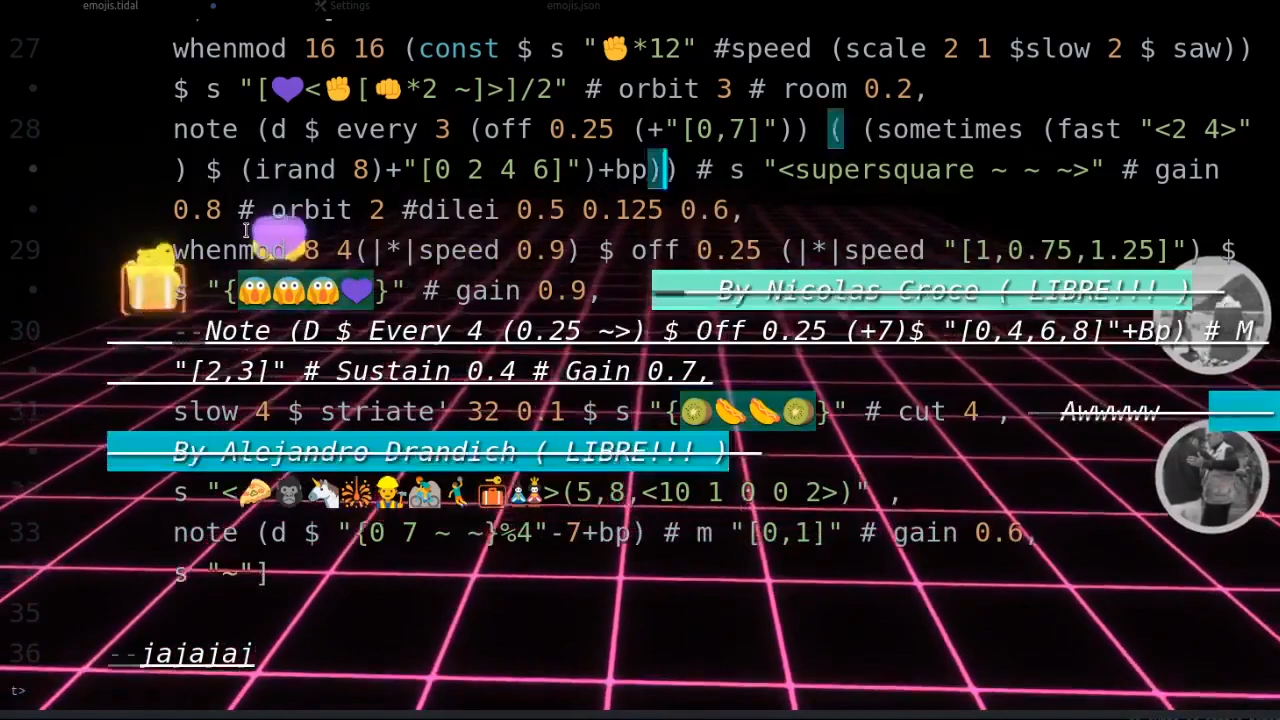 emojis.tidal Settings emojis.json
27 whenmod 16 16 (const $ s "✊*12" #speed (scale 2 1 $slow 2 $ saw))
$ s "[💜<✊[👊*2 ~]>]/2" # orbit 3 # room 0.2,
28 note (d $ every 3 (off 0.25 (+"[0,7]")) ( (sometimes (fast "<2 4>"
) $ (irand 8)+"[0 2 4 6]")+bp)) # s "<supersquare ~ ~ ~>" # gain
0.8 # orbit 2 #dilei 0.5 0.125 0.6,
29 whenmod 8 4(|*|speed 0.9) $ off 0.25 (|*|speed "[1,0.75,1.25]") $
s "{😱😱😱💜}" # gain 0.9, By Nicolas Croce ( LIBRE!!! )
30 --Note (D $ Every 4 (0.25 ~>) $ Off 0.25 (+7)$ "[0,4,6,8]"+Bp) # M
"[2,3]" # Sustain 0.4 # Gain 0.7,
31 slow 4 $ striate' 32 0.1 $ s "{🥝🌭🌭🥝}" # cut 4 , Awwwww
By Alejandro Drandich ( LIBRE!!! )
s "<🍕🦍🦄🎇👷🚵🤾🛅🎎>(5,8,<10 1 0 0 2>)" ,
33 note (d $ "{0 7 ~ ~}%4"-7+bp) # m "[0,1]" # gain 0.6,
s "~"]
35
36 --jajajaj
t>